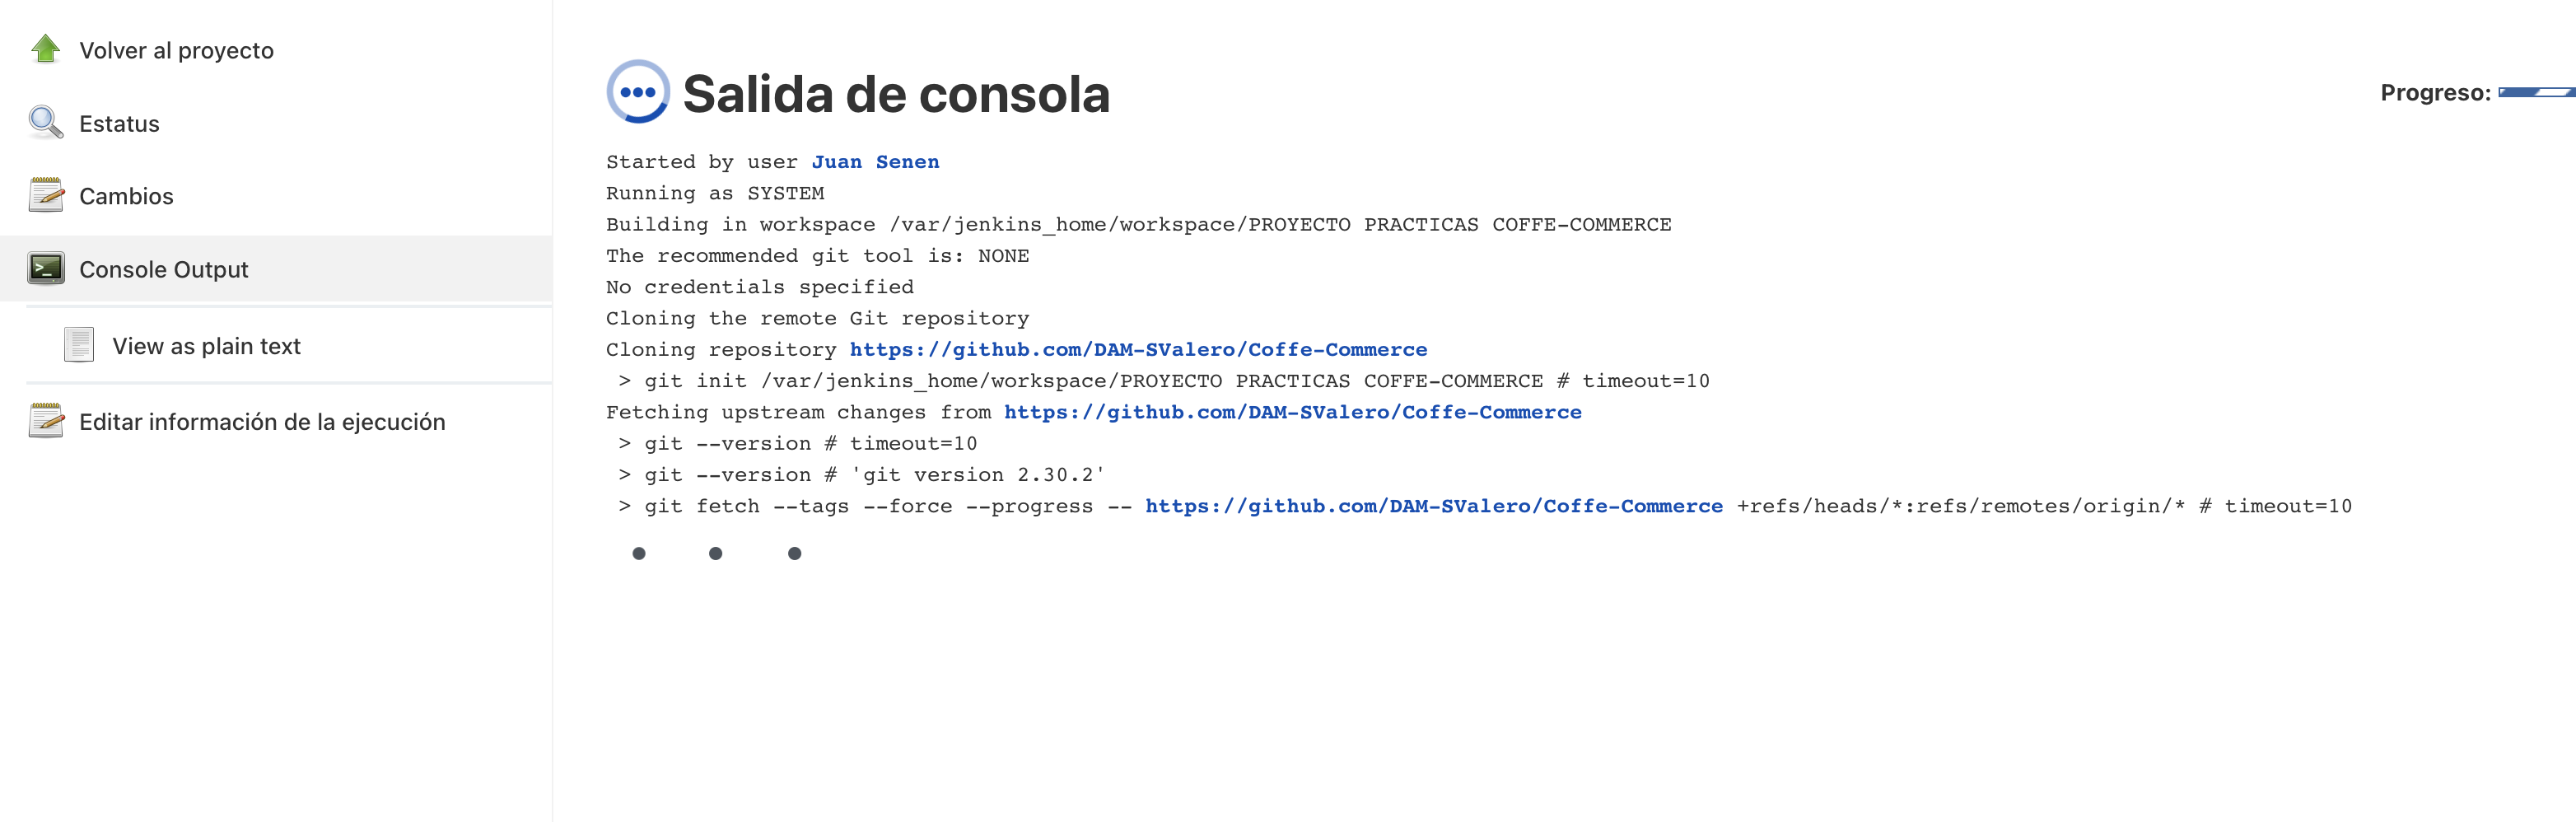 Volver al proyecto
Estatus
Cambios
Console Output
View as plain text
Editar información de la ejecución
Salida de consola
Progreso:
Started by user Juan Senen
Running as SYSTEM
Building in workspace /var/jenkins_home/workspace/PROYECTO PRACTICAS COFFE-COMMERCE
The recommended git tool is: NONE
No credentials specified
Cloning the remote Git repository
Cloning repository https://github.com/DAM-SValero/Coffe-Commerce
 > git init /var/jenkins_home/workspace/PROYECTO PRACTICAS COFFE-COMMERCE # timeout=10
Fetching upstream changes from https://github.com/DAM-SValero/Coffe-Commerce
 > git --version # timeout=10
 > git --version # 'git version 2.30.2'
 > git fetch --tags --force --progress -- https://github.com/DAM-SValero/Coffe-Commerce +refs/heads/*:refs/remotes/origin/* # timeout=10